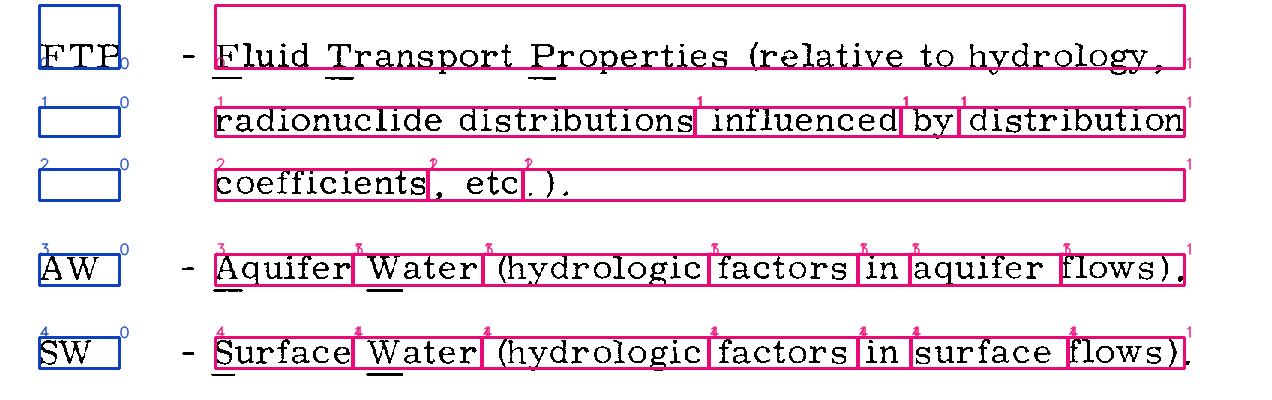 FTP - Fluid Transport Properties (relative to hydrology,
radionuclide distributions influenced by distribution
coefficients, etc.).
AW - Aquifer Water (hydrologic factors in aquifer flows).
SW - Surface Water (hydrologic factors in surface flows).